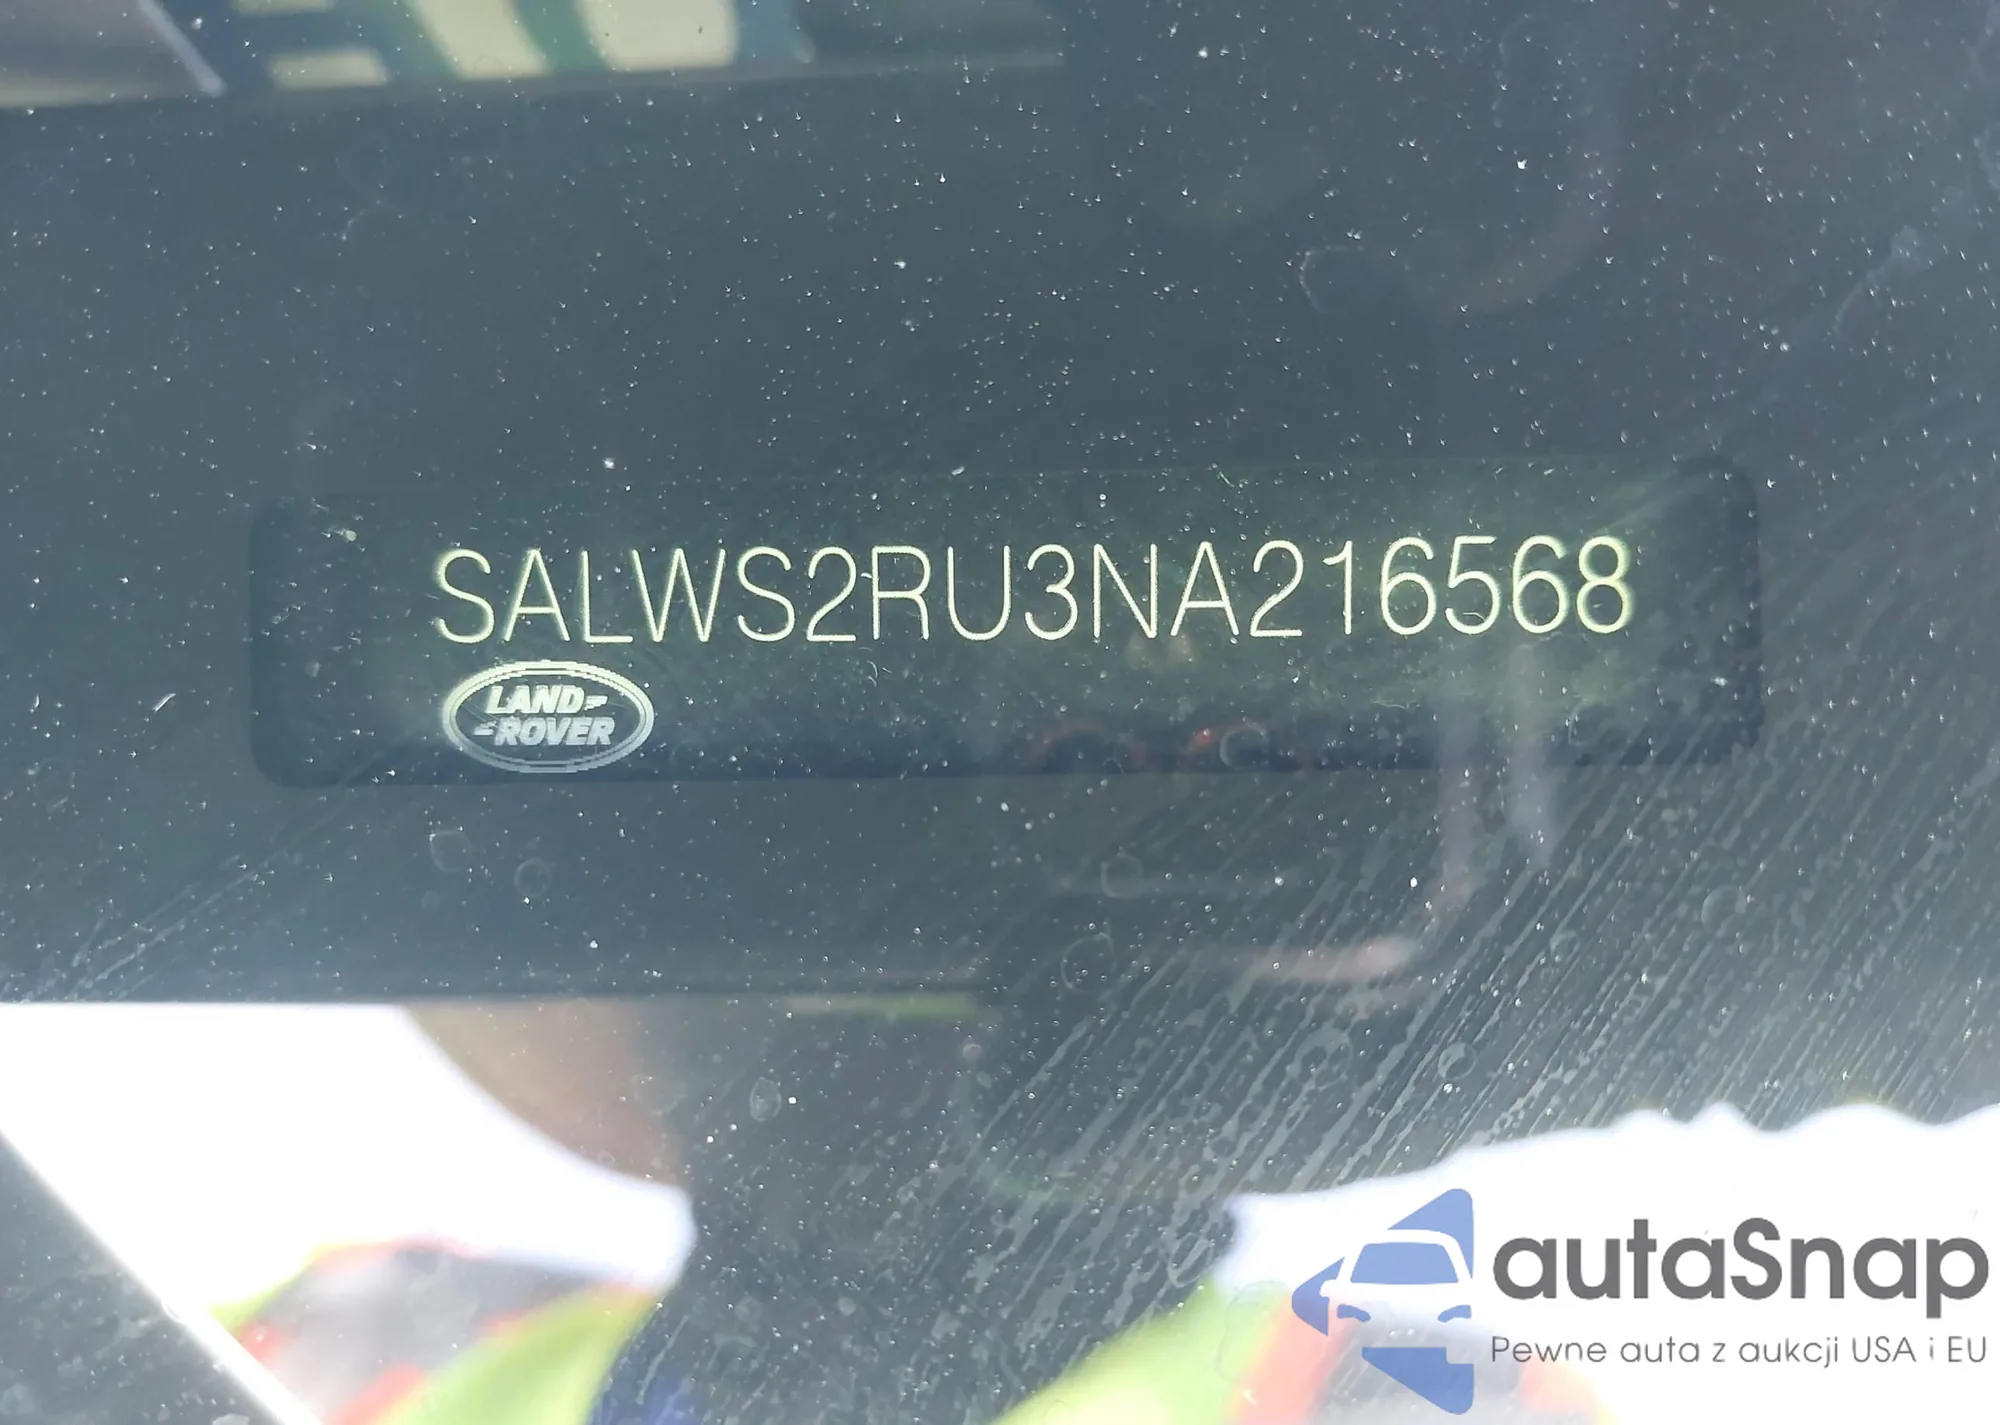 SALWS2RU3NA216568
LAND
ROVER
autaSnap
Pewne auta z aukcji USA i EU